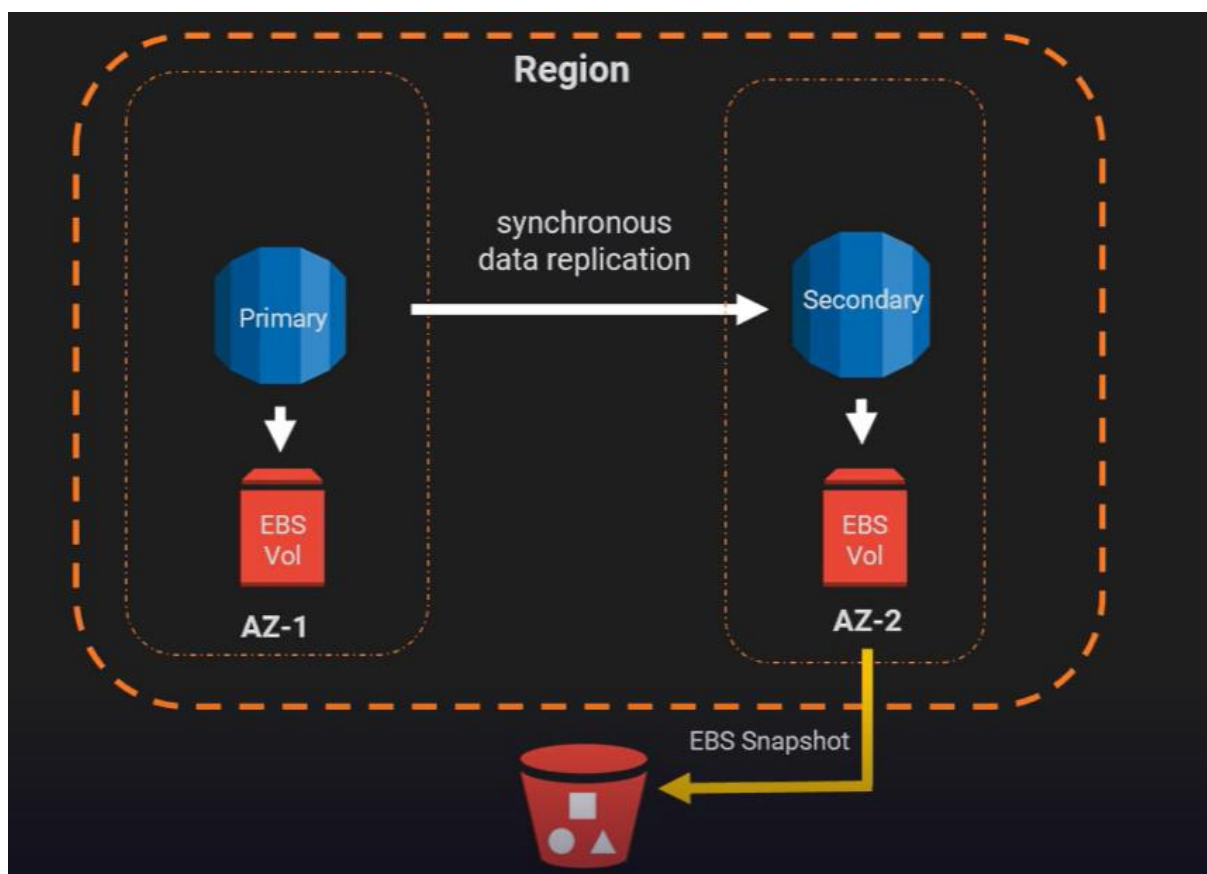 Region
synchronous
data replication
Primary
Secondary
EBS
Vol
EBS
Vol
AZ-1
AZ-2
EBS Snapshot